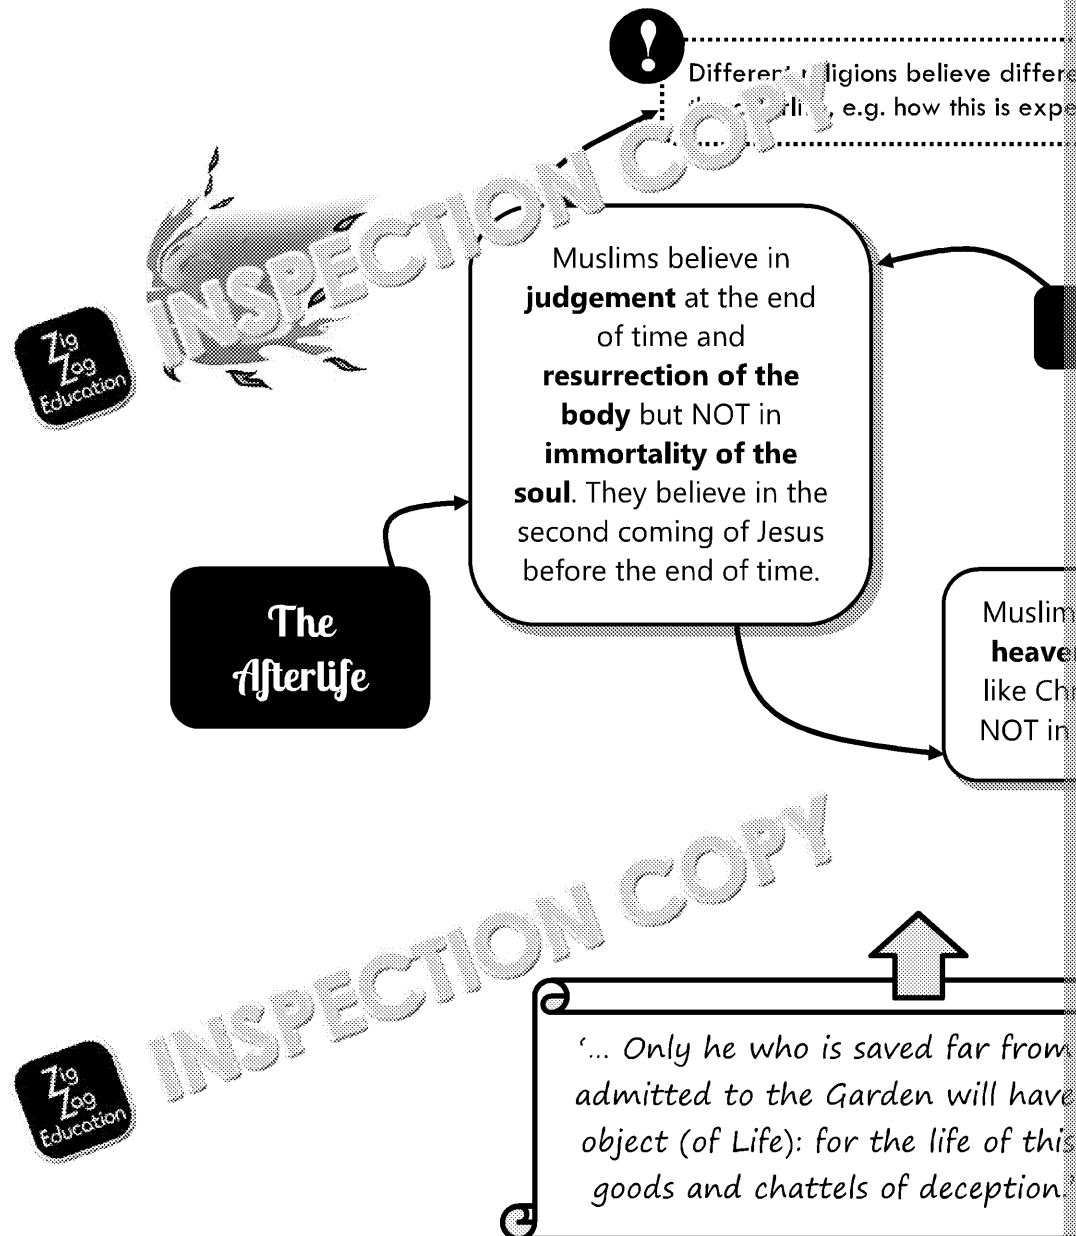 !
Different religions believe differe
, e.g. how this is expe
INSPECTION COPY
Muslims believe in
judgement at the end
of time and
resurrection of the
body but NOT in
immortality of the
soul. They believe in the
second coming of Jesus
before the end of time.
Zig
Zag
Education
The
Afterlife
Muslim
heave
like Ch
NOT in
INSPECTION COPY
Zig
Zag
Education
‘... Only he who is saved far from
admitted to the Garden will have
object (of Life): for the life of this
goods and chattels of deception.’